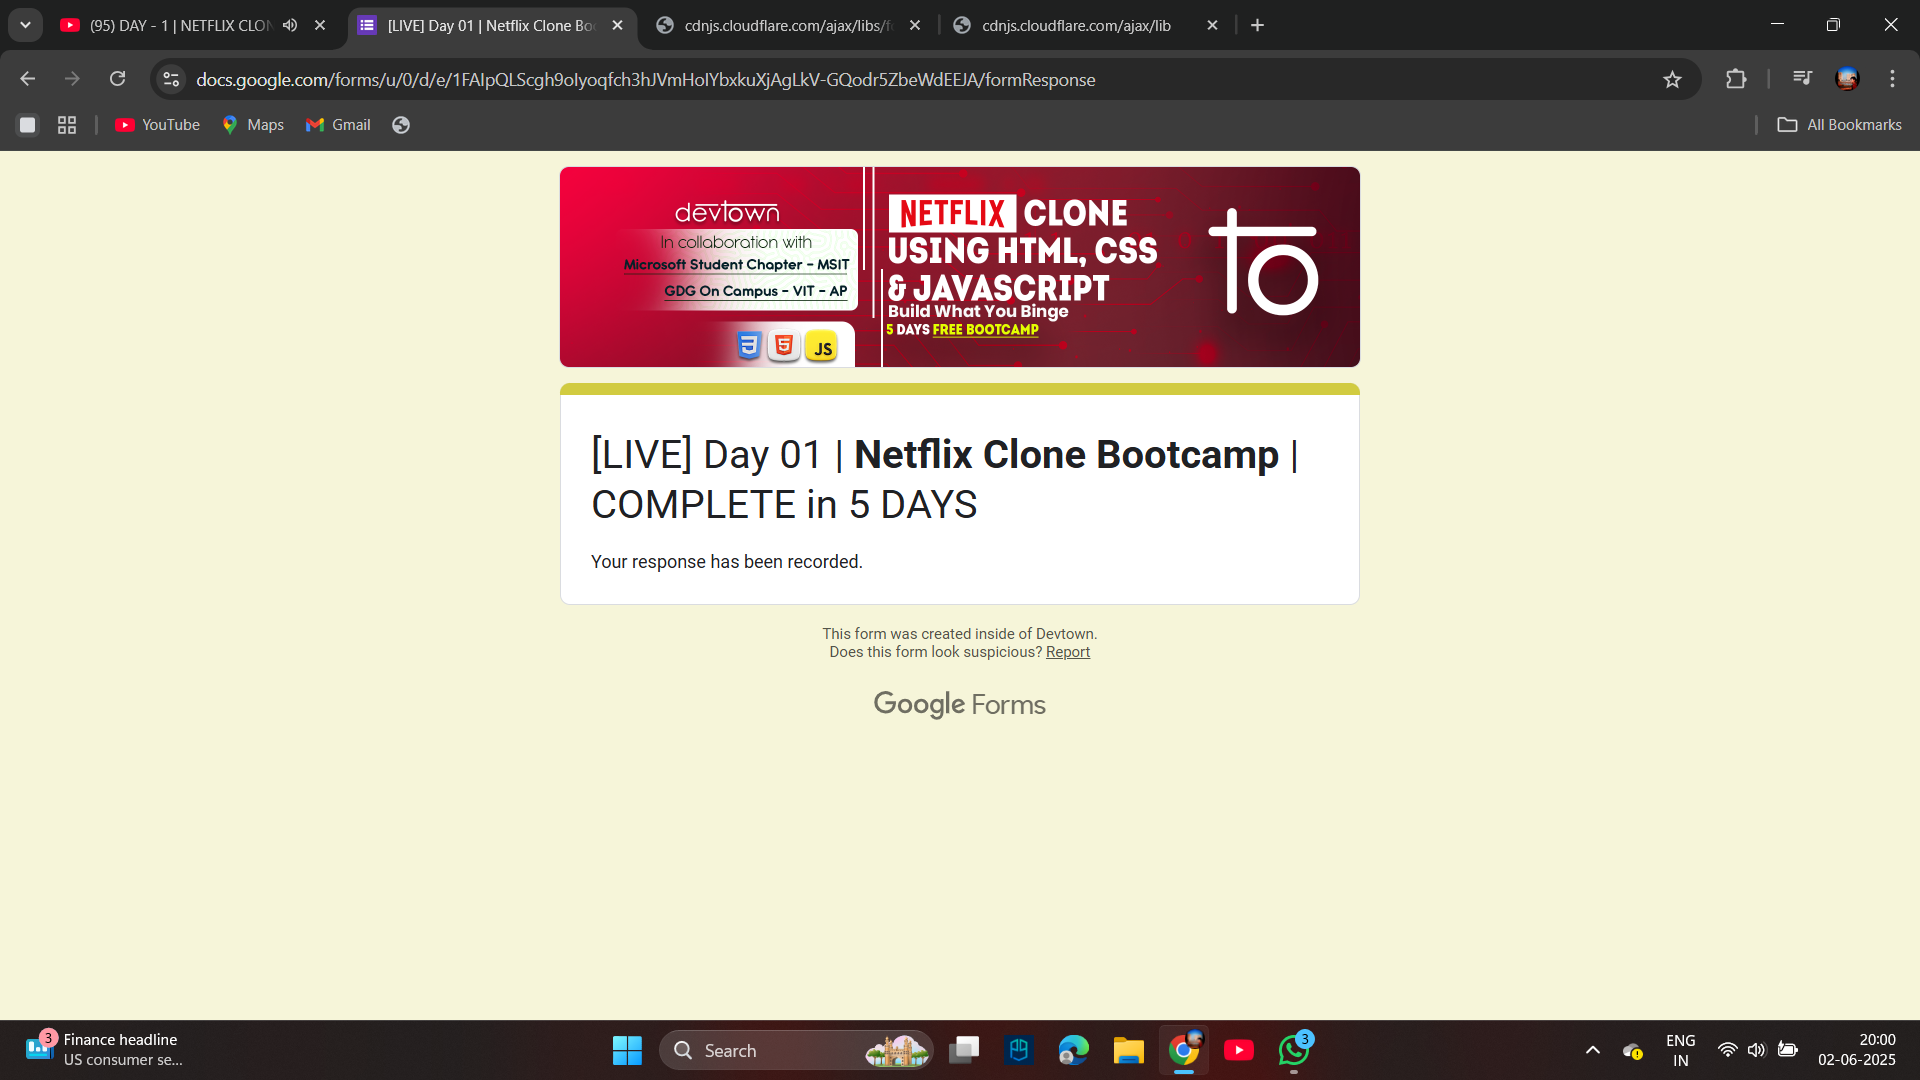 (95) DAY - 1 | NETFLIX CLON
[LIVE] Day 01 | Netflix Clone Boo
cdnjs.cloudflare.com/ajax/libs/fo
cdnjs.cloudflare.com/ajax/lib
docs.google.com/forms/u/0/d/e/1FAIpQLScgh9oIyoqfch3hJVmHoIYbxkuXjAgLkV-GQodr5ZbeWdEEJA/formResponse
YouTube
Maps
Gmail
All Bookmarks
devtown
In collaboration with
Microsoft Student Chapter - MSIT
GDG On Campus - VIT - AP
JS
NETFLIX CLONE
USING HTML, CSS
& JAVASCRIPT
Build What You Binge
5 DAYS FREE BOOTCAMP
to
[LIVE] Day 01 | Netflix Clone Bootcamp |
COMPLETE in 5 DAYS
Your response has been recorded.
This form was created inside of Devtown.
Does this form look suspicious? Report
Google Forms
3
Finance headline
US consumer se...
Search
3
ENG
IN
20:00
02-06-2025